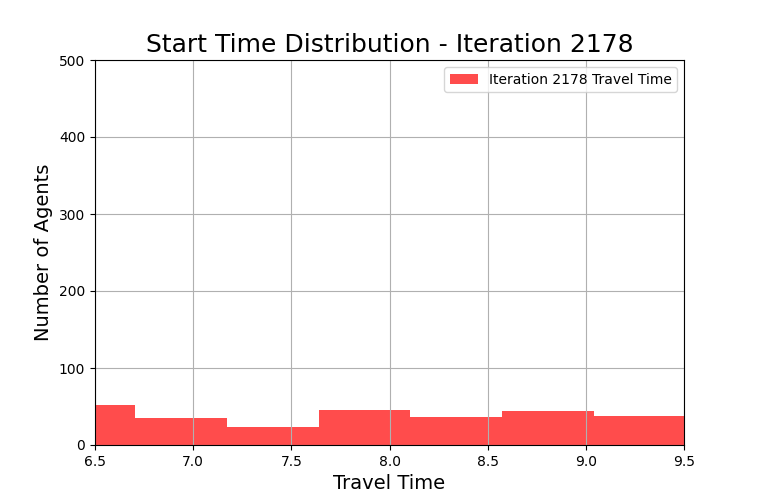 Start Time Distribution - Iteration 2178
Iteration 2178 Travel Time
Number of Agents
500
400
300
200
100
0
6.5 7.0 7.5 8.0 8.5 9.0 9.5
Travel Time